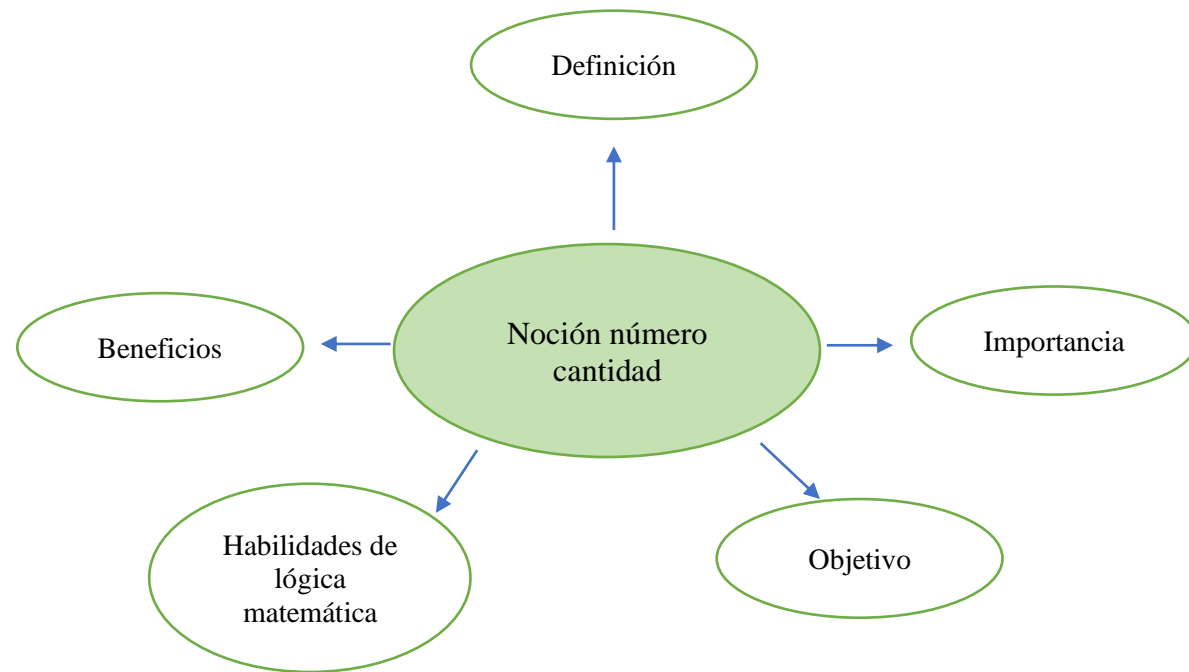 Definición
Noción número
cantidad
Beneficios
Importancia
Habilidades de
lógica
matemática
Objetivo